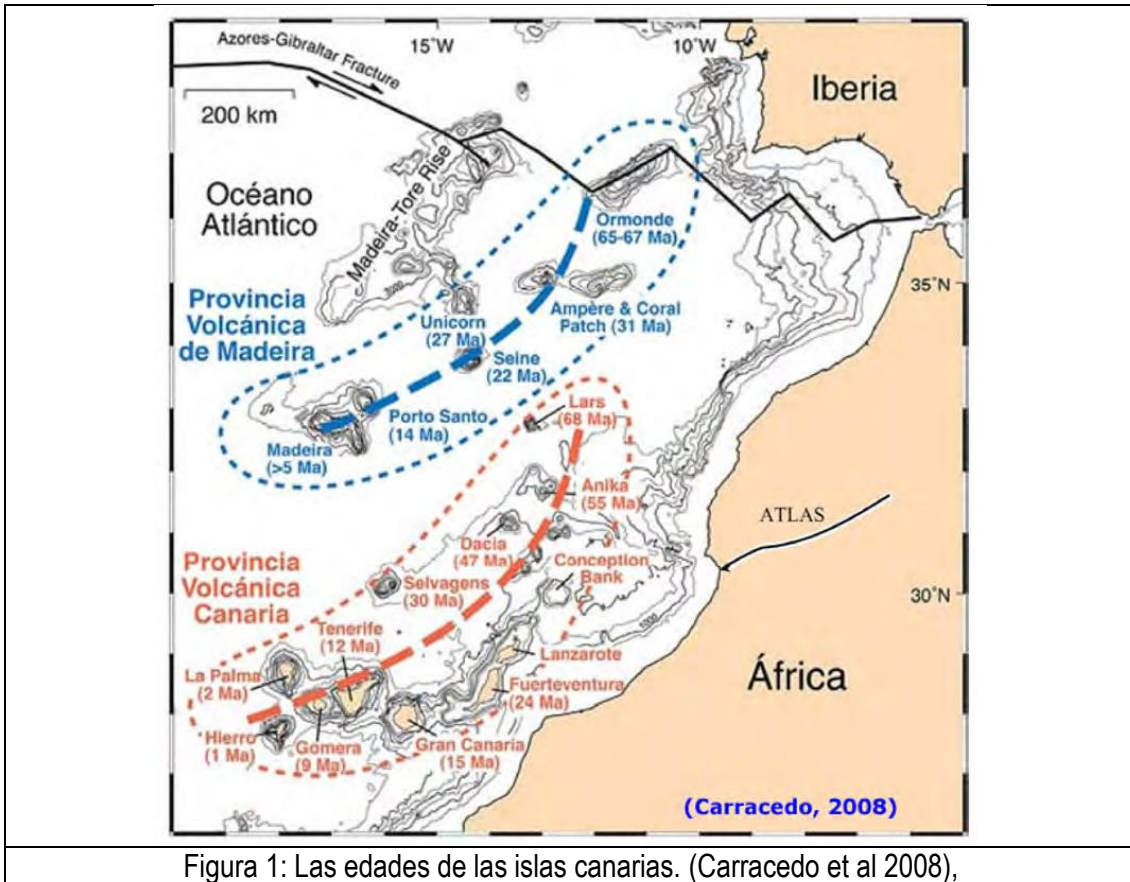 15°W
10°W
Azores-Gibraltar Fracture
Iberia
200 km
Océano
Atlántico
Madeira-Tore Rise
Ormonde
(65-67 Ma)
35°N
Provincia
Volcánica
de Madeira
Unicorn
(27 Ma)
Ampère & Coral
Patch (31 Ma)
Seine
(22 Ma)
Porto Santo
(14 Ma)
Madeira
(>5 Ma)
Lars
(68 Ma)
Anika
(55 Ma)
ATLAS
Dacia
(47 Ma)
Conception
Bank
Provincia
Volcánica
Canaria
Selvagens
(30 Ma)
30°N
1000
Tenerife
(12 Ma)
Lanzarote
La Palma
(2 Ma)
Fuerteventura
(24 Ma)
África
Hierro
(1 Ma)
Gomera
(9 Ma)
Gran Canaria
(15 Ma)
(Carracedo, 2008)
Figura 1: Las edades de las islas canarias. (Carracedo et al 2008),